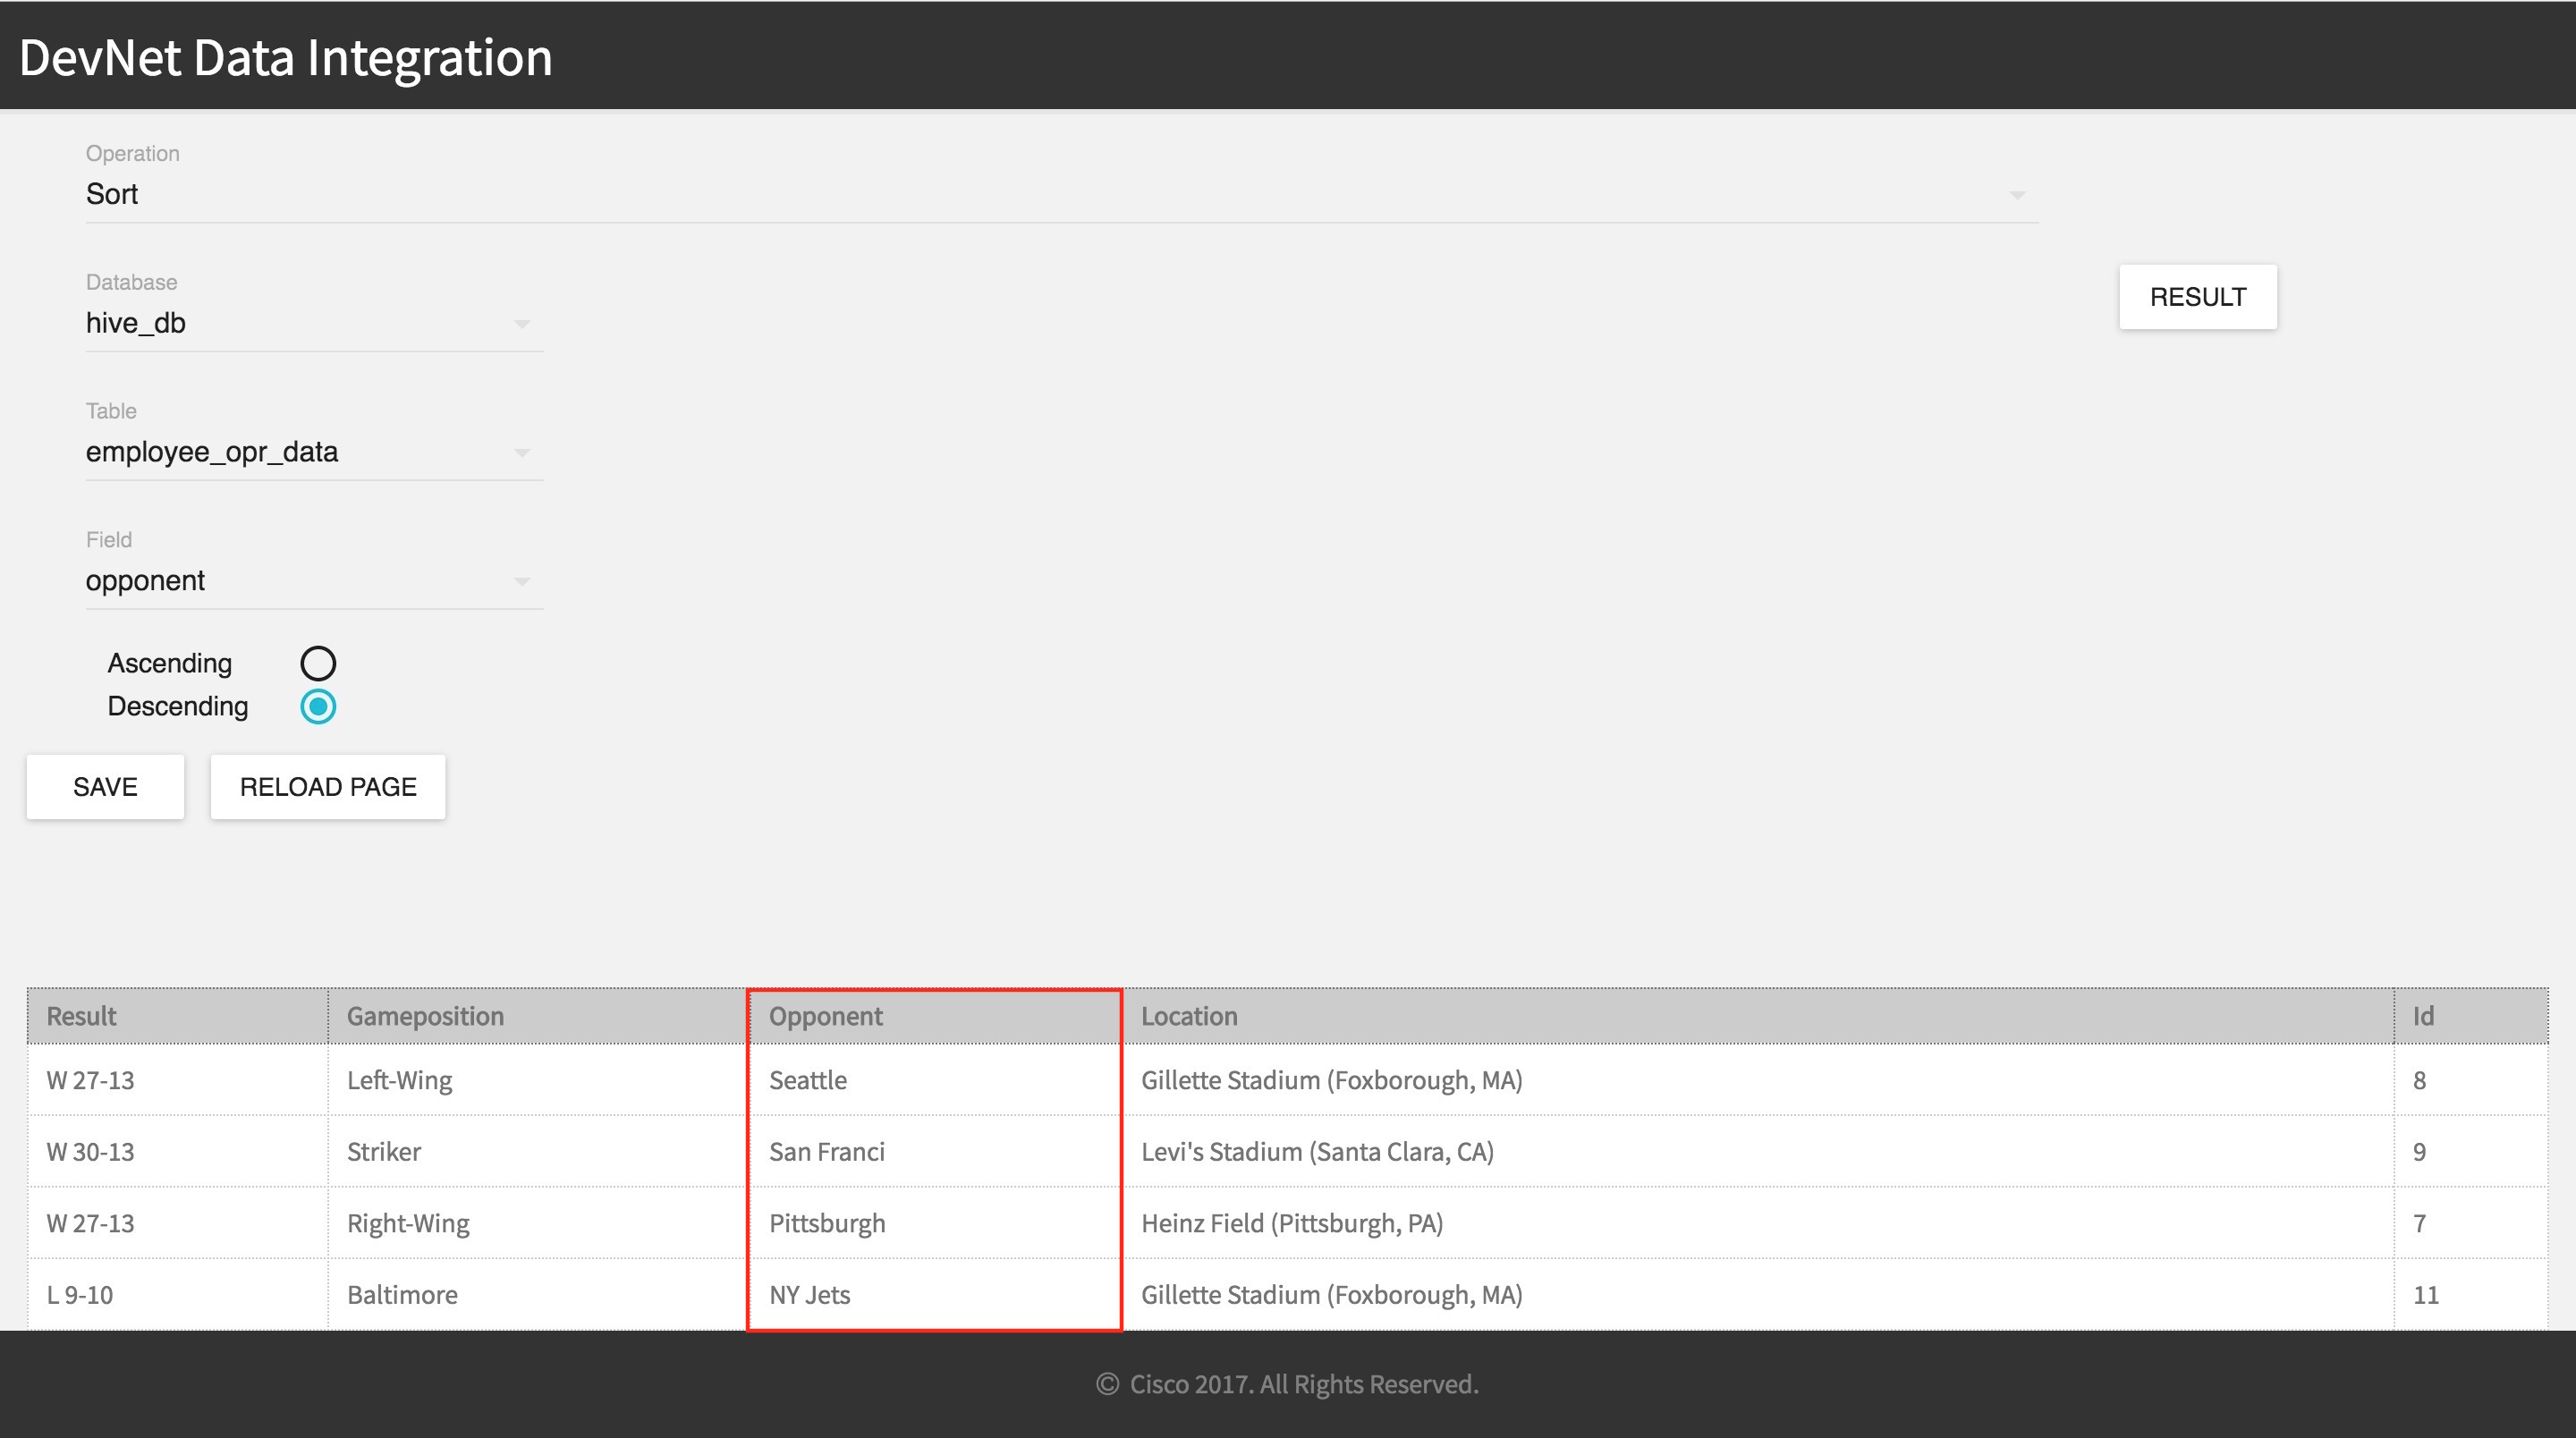 DevNet Data Integration
Operation
Sort
Database
hive_db
RESULT
Table
employee_opr_data
Field
opponent
Ascending
Descending
SAVE RELOAD PAGE
Result Gameposition Opponent Location Id
W 27-13 Left-Wing Seattle Gillette Stadium (Foxborough, MA) 8
W 30-13 Striker San Franci Levi's Stadium (Santa Clara, CA) 9
W 27-13 Right-Wing Pittsburgh Heinz Field (Pittsburgh, PA) 7
L 9-10 Baltimore NY Jets Gillette Stadium (Foxborough, MA) 11
© Cisco 2017. All Rights Reserved.